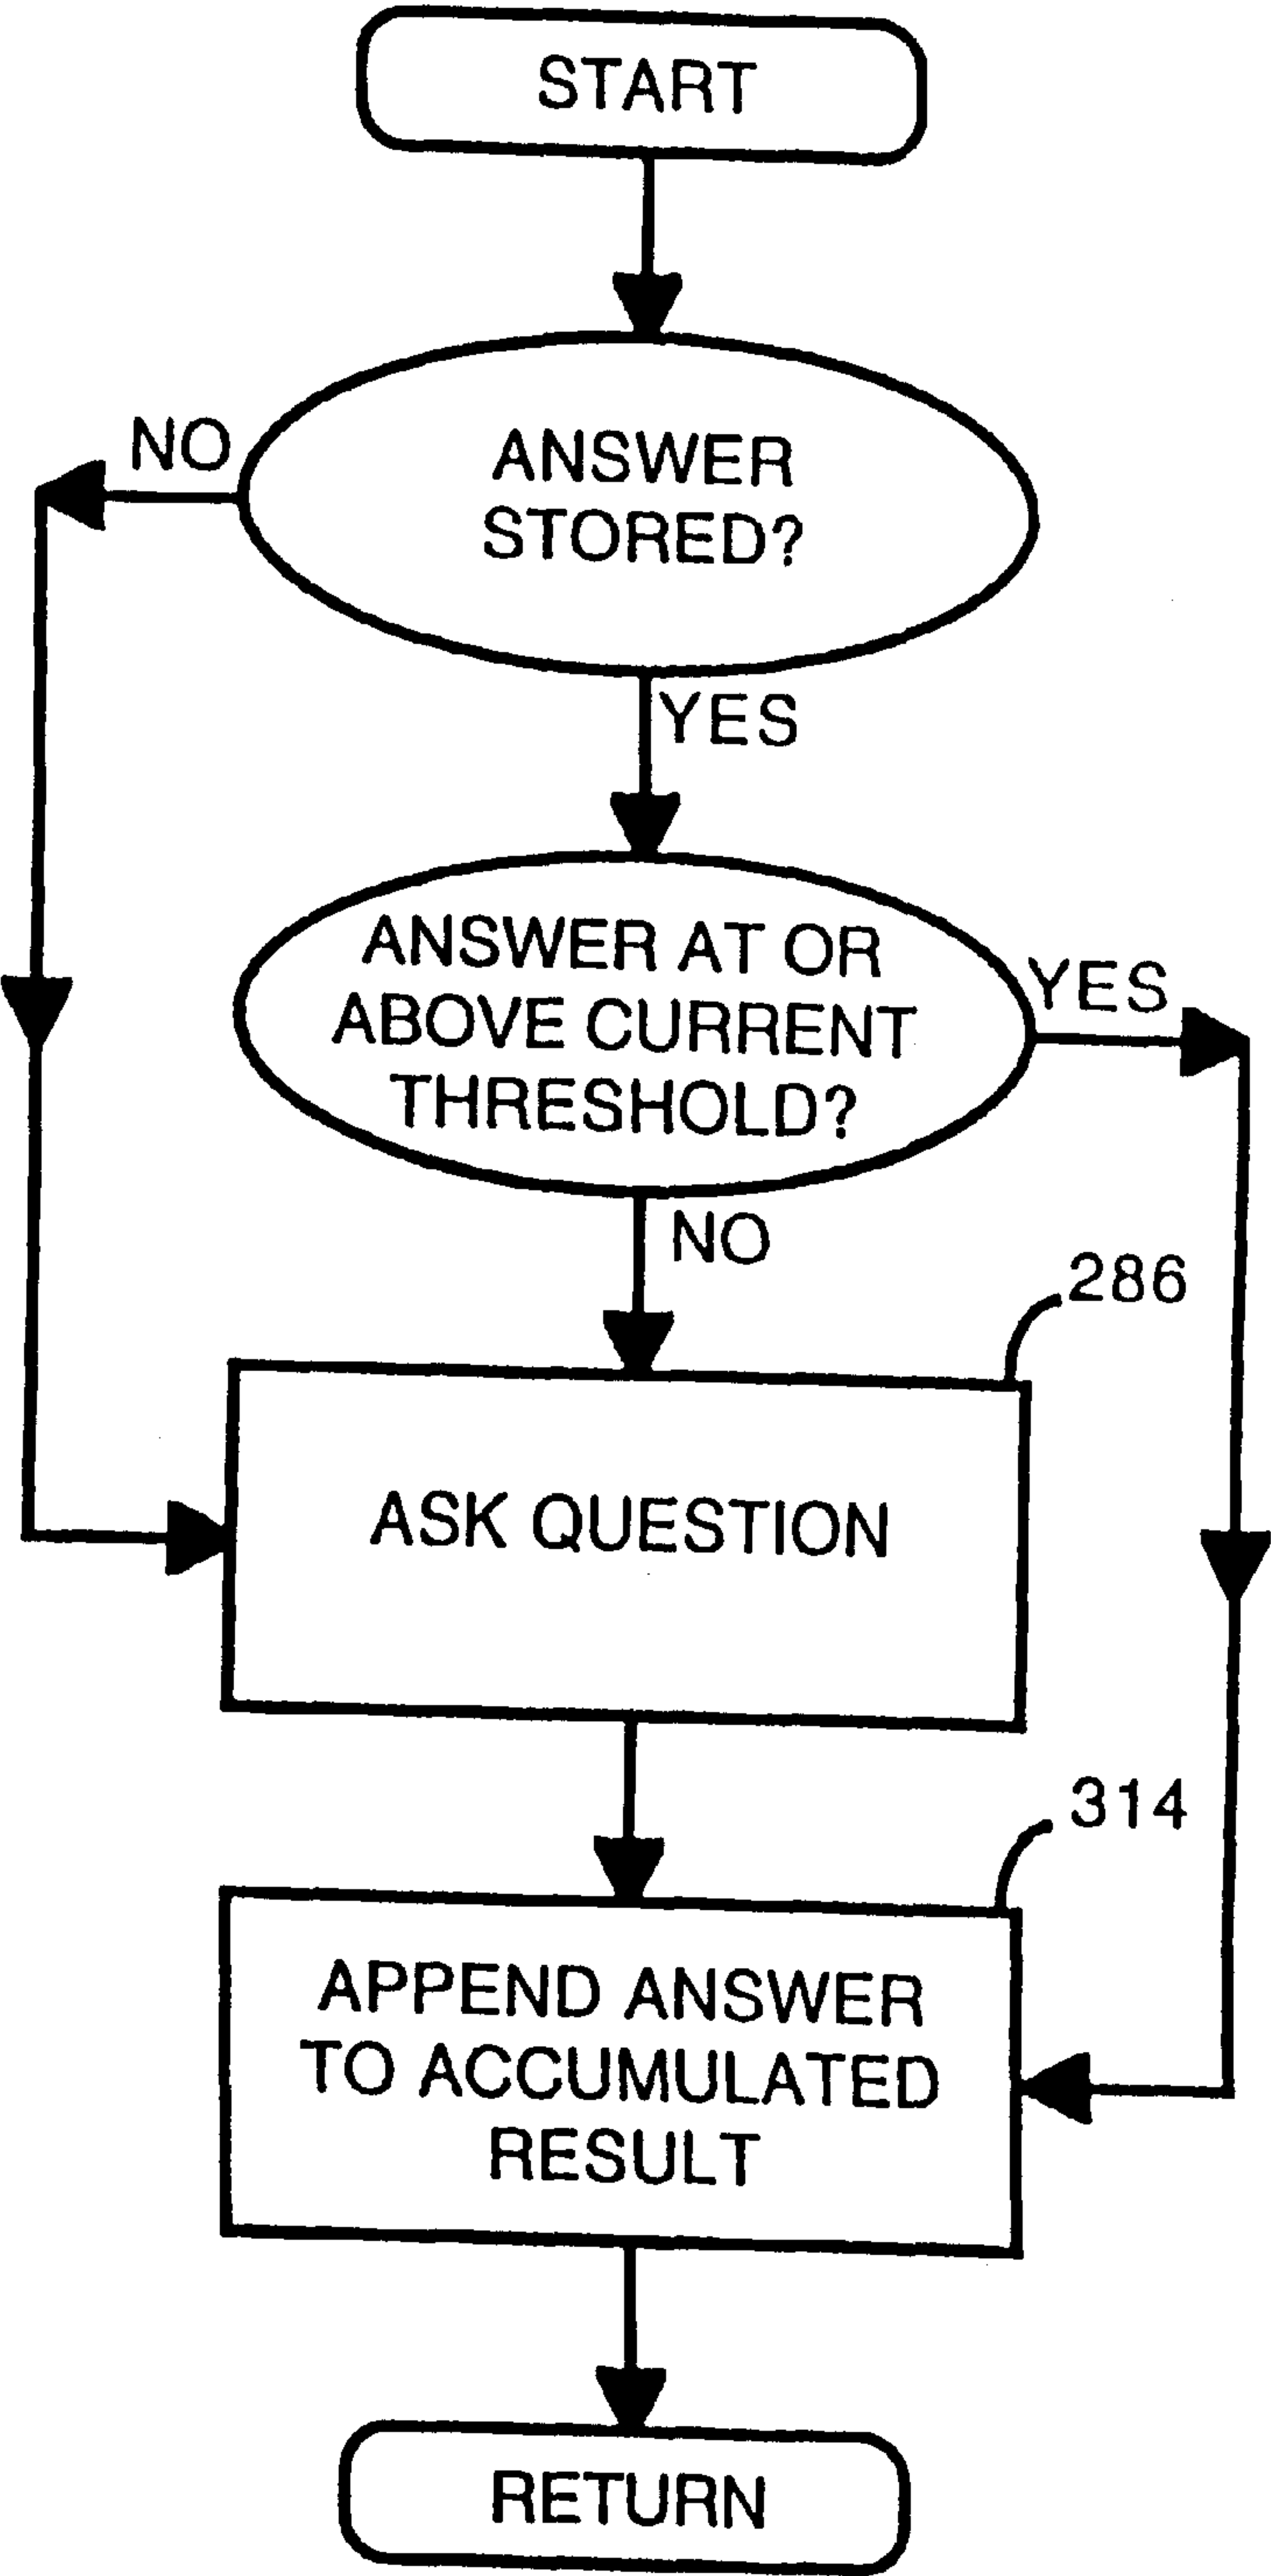 START
NO
ANSWER
STORED?
YES
ANSWER AT OR
ABOVE CURRENT
THRESHOLD?
YES
NO
286
ASK QUESTION
314
APPEND ANSWER
TO ACCUMULATED
RESULT
RETURN